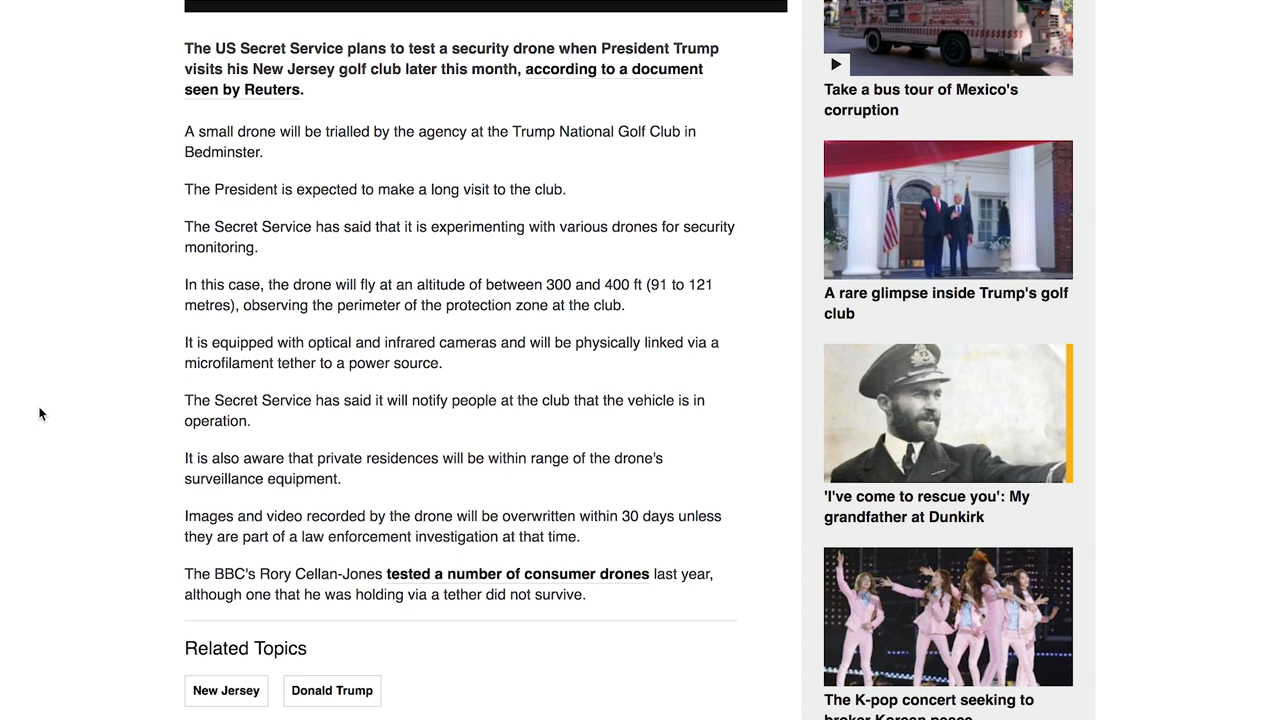 The US Secret Service plans to test a security drone when President Trump
visits his New Jersey golf club later this month, according to a document
seen by Reuters.
A small drone will be trialled by the agency at the Trump National Golf Club in
Bedminster.
The President is expected to make a long visit to the club.
The Secret Service has said that it is experimenting with various drones for security
monitoring.
In this case, the drone will fly at an altitude of between 300 and 400 ft (91 to 121
metres), observing the perimeter of the protection zone at the club.
It is equipped with optical and infrared cameras and will be physically linked via a
microfilament tether to a power source.
The Secret Service has said it will notify people at the club that the vehicle is in
operation.
It is also aware that private residences will be within range of the drone's
surveillance equipment.
Images and video recorded by the drone will be overwritten within 30 days unless
they are part of a law enforcement investigation at that time.
The BBC's Rory Cellan-Jones tested a number of consumer drones last year,
although one that he was holding via a tether did not survive.
Related Topics
New Jersey
Donald Trump
Take a bus tour of Mexico's
corruption
A rare glimpse inside Trump's golf
club
'I've come to rescue you': My
grandfather at Dunkirk
The K-pop concert seeking to
broker Korean peace